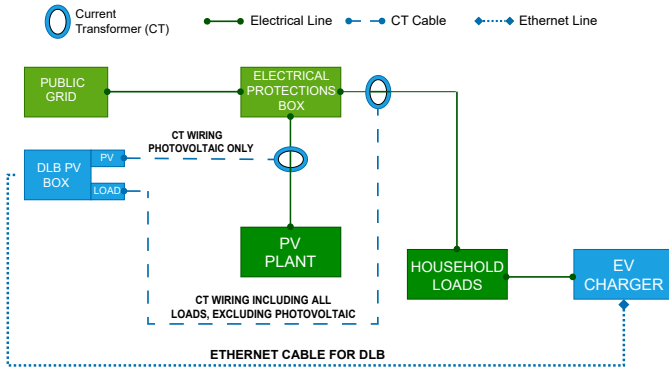 Current
Transformer (CT)
Electrical Line
CT Cable
Ethernet Line
PUBLIC
GRID
ELECTRICAL
PROTECTIONS
BOX
CT WIRING
PHOTOVOLTAIC ONLY
DLB PV
BOX
PV
LOAD
PV
PLANT
HOUSEHOLD
LOADS
EV
CHARGER
CT WIRING INCLUDING ALL
LOADS, EXCLUDING PHOTOVOLTAIC
ETHERNET CABLE FOR DLB